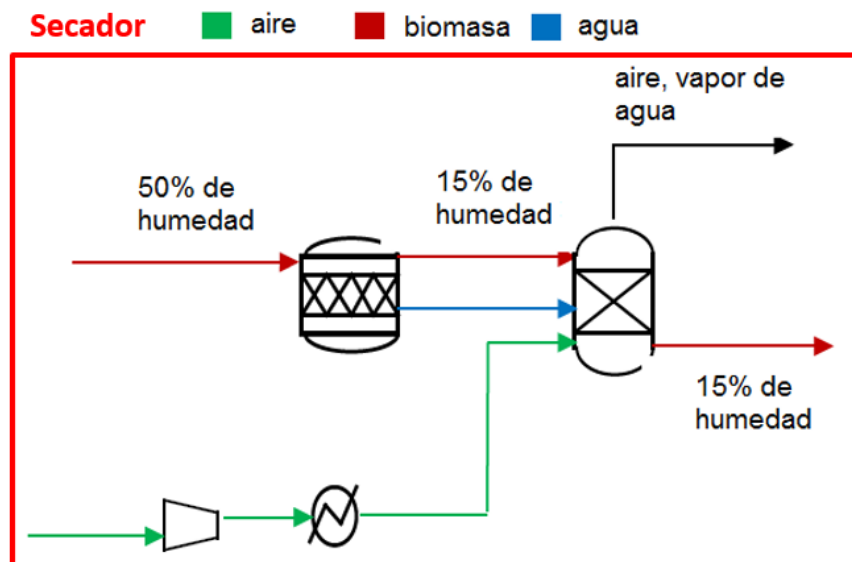 Secador
aire
biomasa
agua
aire, vapor de
agua
50% de
humedad
15% de
humedad
15% de
humedad